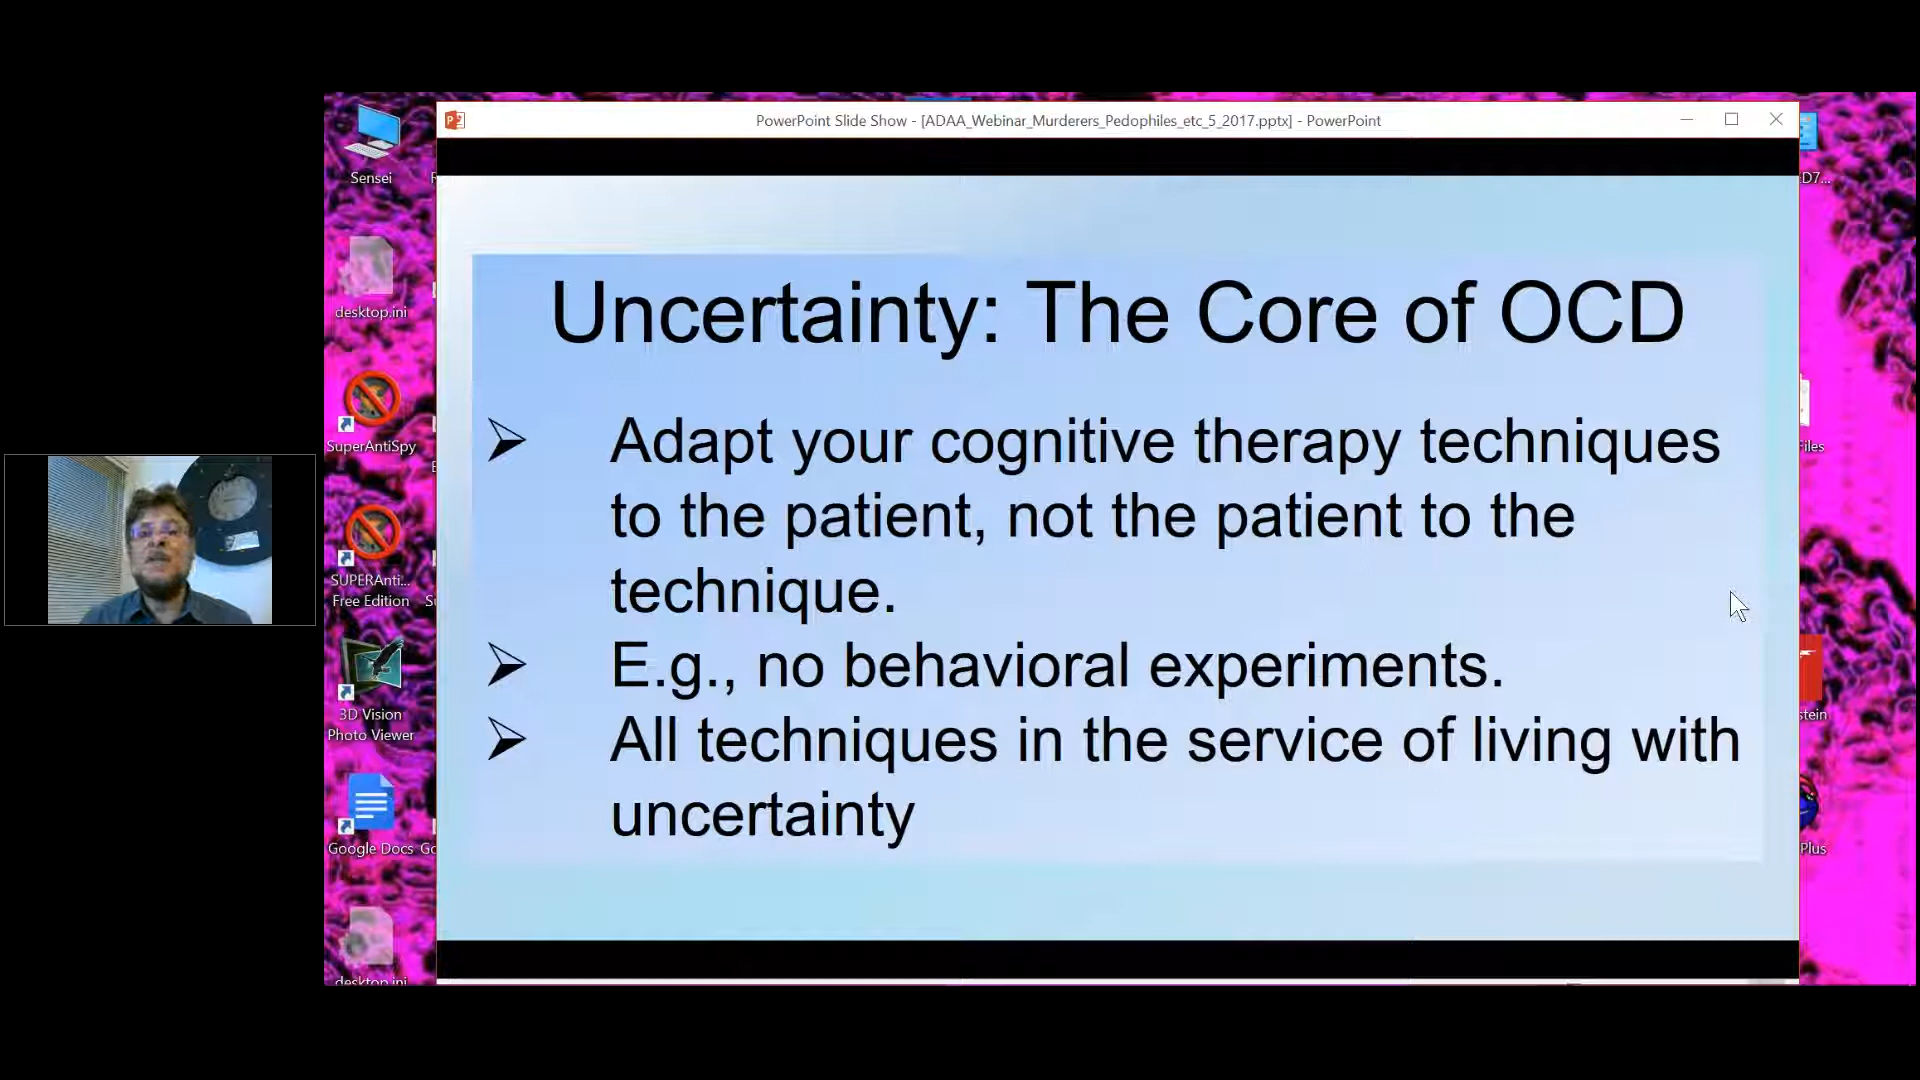 PowerPoint Slide Show - [ADAA_Webinar_Murderers_Pedophiles_etc_5_2017.pptx] - PowerPoint
Sensei
desktop.ini
SuperAntiSpy
SUPERAnti...
Free Edition
3D Vision
Photo Viewer
Google Docs
desktop.ini
Uncertainty: The Core of OCD
Adapt your cognitive therapy techniques
to the patient, not the patient to the
technique.
E.g., no behavioral experiments.
All techniques in the service of living with
uncertainty
Plus